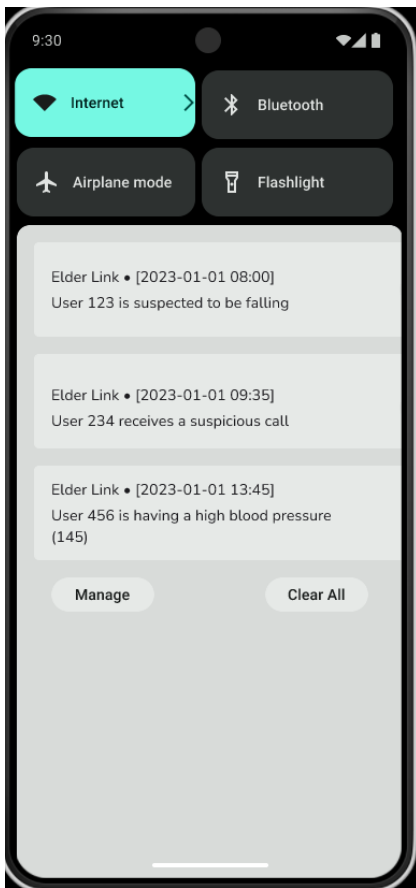 9:30
Internet
Bluetooth
Airplane mode
Flashlight
Elder Link • [2023-01-01 08:00]
User 123 is suspected to be falling
Elder Link • [2023-01-01 09:35]
User 234 receives a suspicious call
Elder Link • [2023-01-01 13:45]
User 456 is having a high blood pressure
(145)
Manage
Clear All